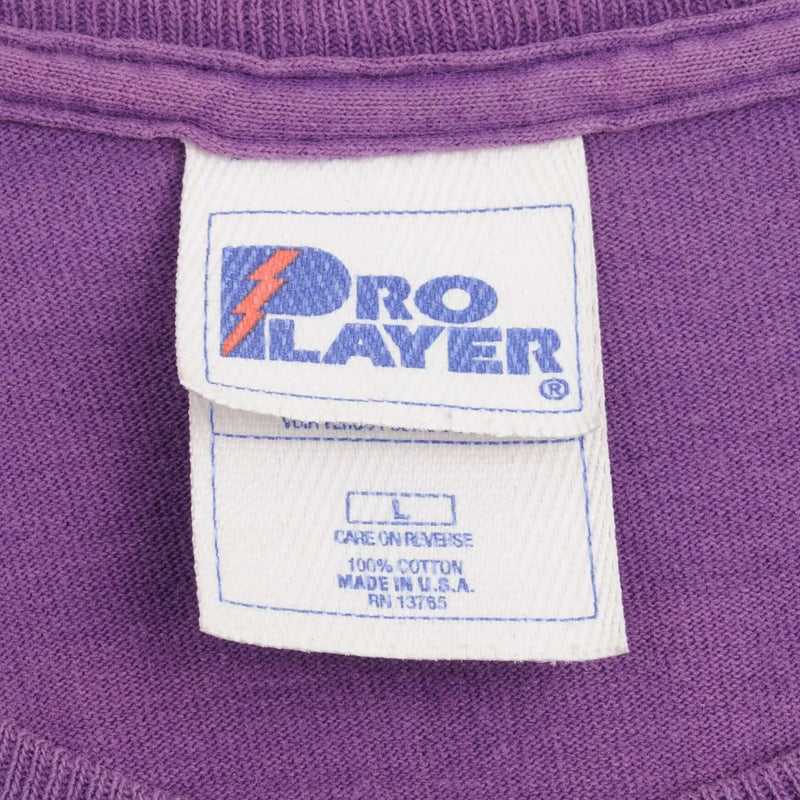 PRO
PLAYER®
L
CARE ON REVERSE
100% COTTON
MADE IN U.S.A.
RN 13765